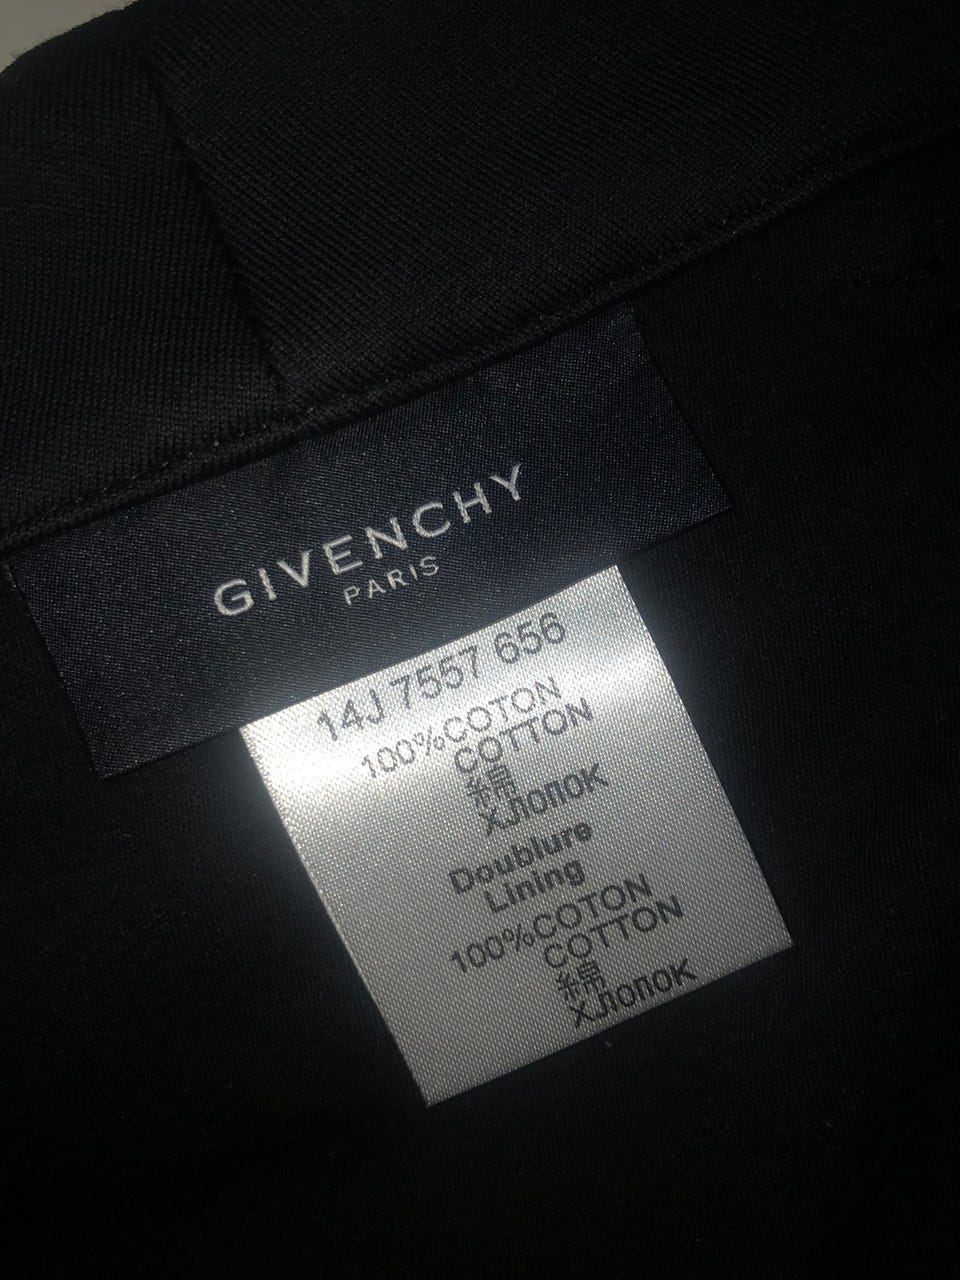 GIVENCHY
PARIS
14J 7557 656
100%COTON
COTTON
綿
ХЛОПОК
Doublure
Lining
100%COTON
COTTON
綿
ХЛОПОК